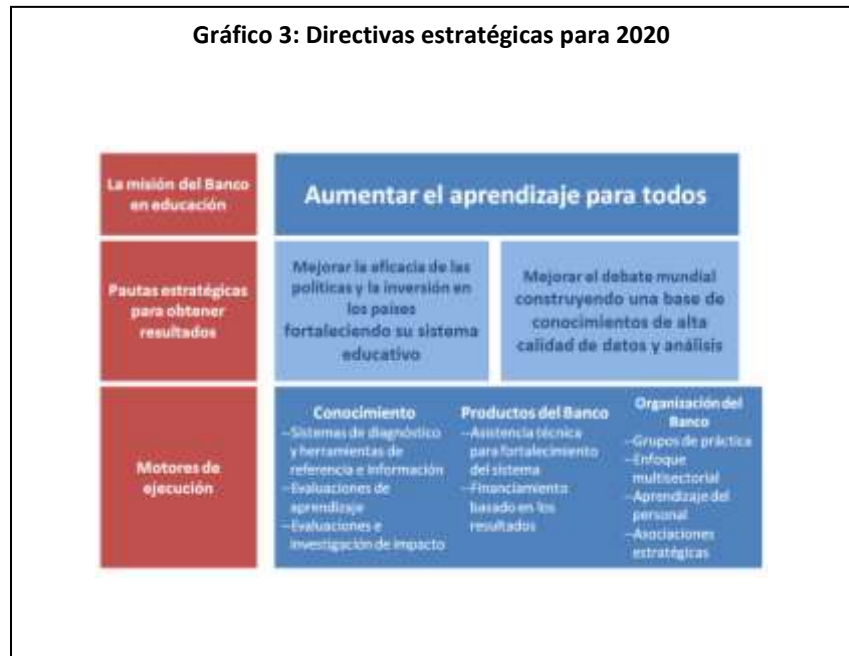 Gráfico 3: Directivas estratégicas para 2020
La misión del Banco
en educación
Aumentar el aprendizaje para todos
Pautas estratégicas
para obtener
resultados
Mejorar la eficacia de las
políticas y la inversión en
los países
fortaleciendo su sistema
educativo
Mejorar el debate mundial
construyendo una base de
conocimientos de alta
calidad de datos y análisis
Motores de
ejecución
Conocimiento
–Sistemas de diagnóstico
y herramientas de
referencia e información
–Evaluaciones de
aprendizaje
–Evaluaciones e
investigación de impacto
Productos del Banco
–Asistencia técnica
para fortalecimiento
del sistema
–Financiamiento
basado en los
resultados
Organización del
Banco
–Grupos de práctica
–Enfoque
multisectorial
–Aprendizaje del
personal
–Asociaciones
estratégicas